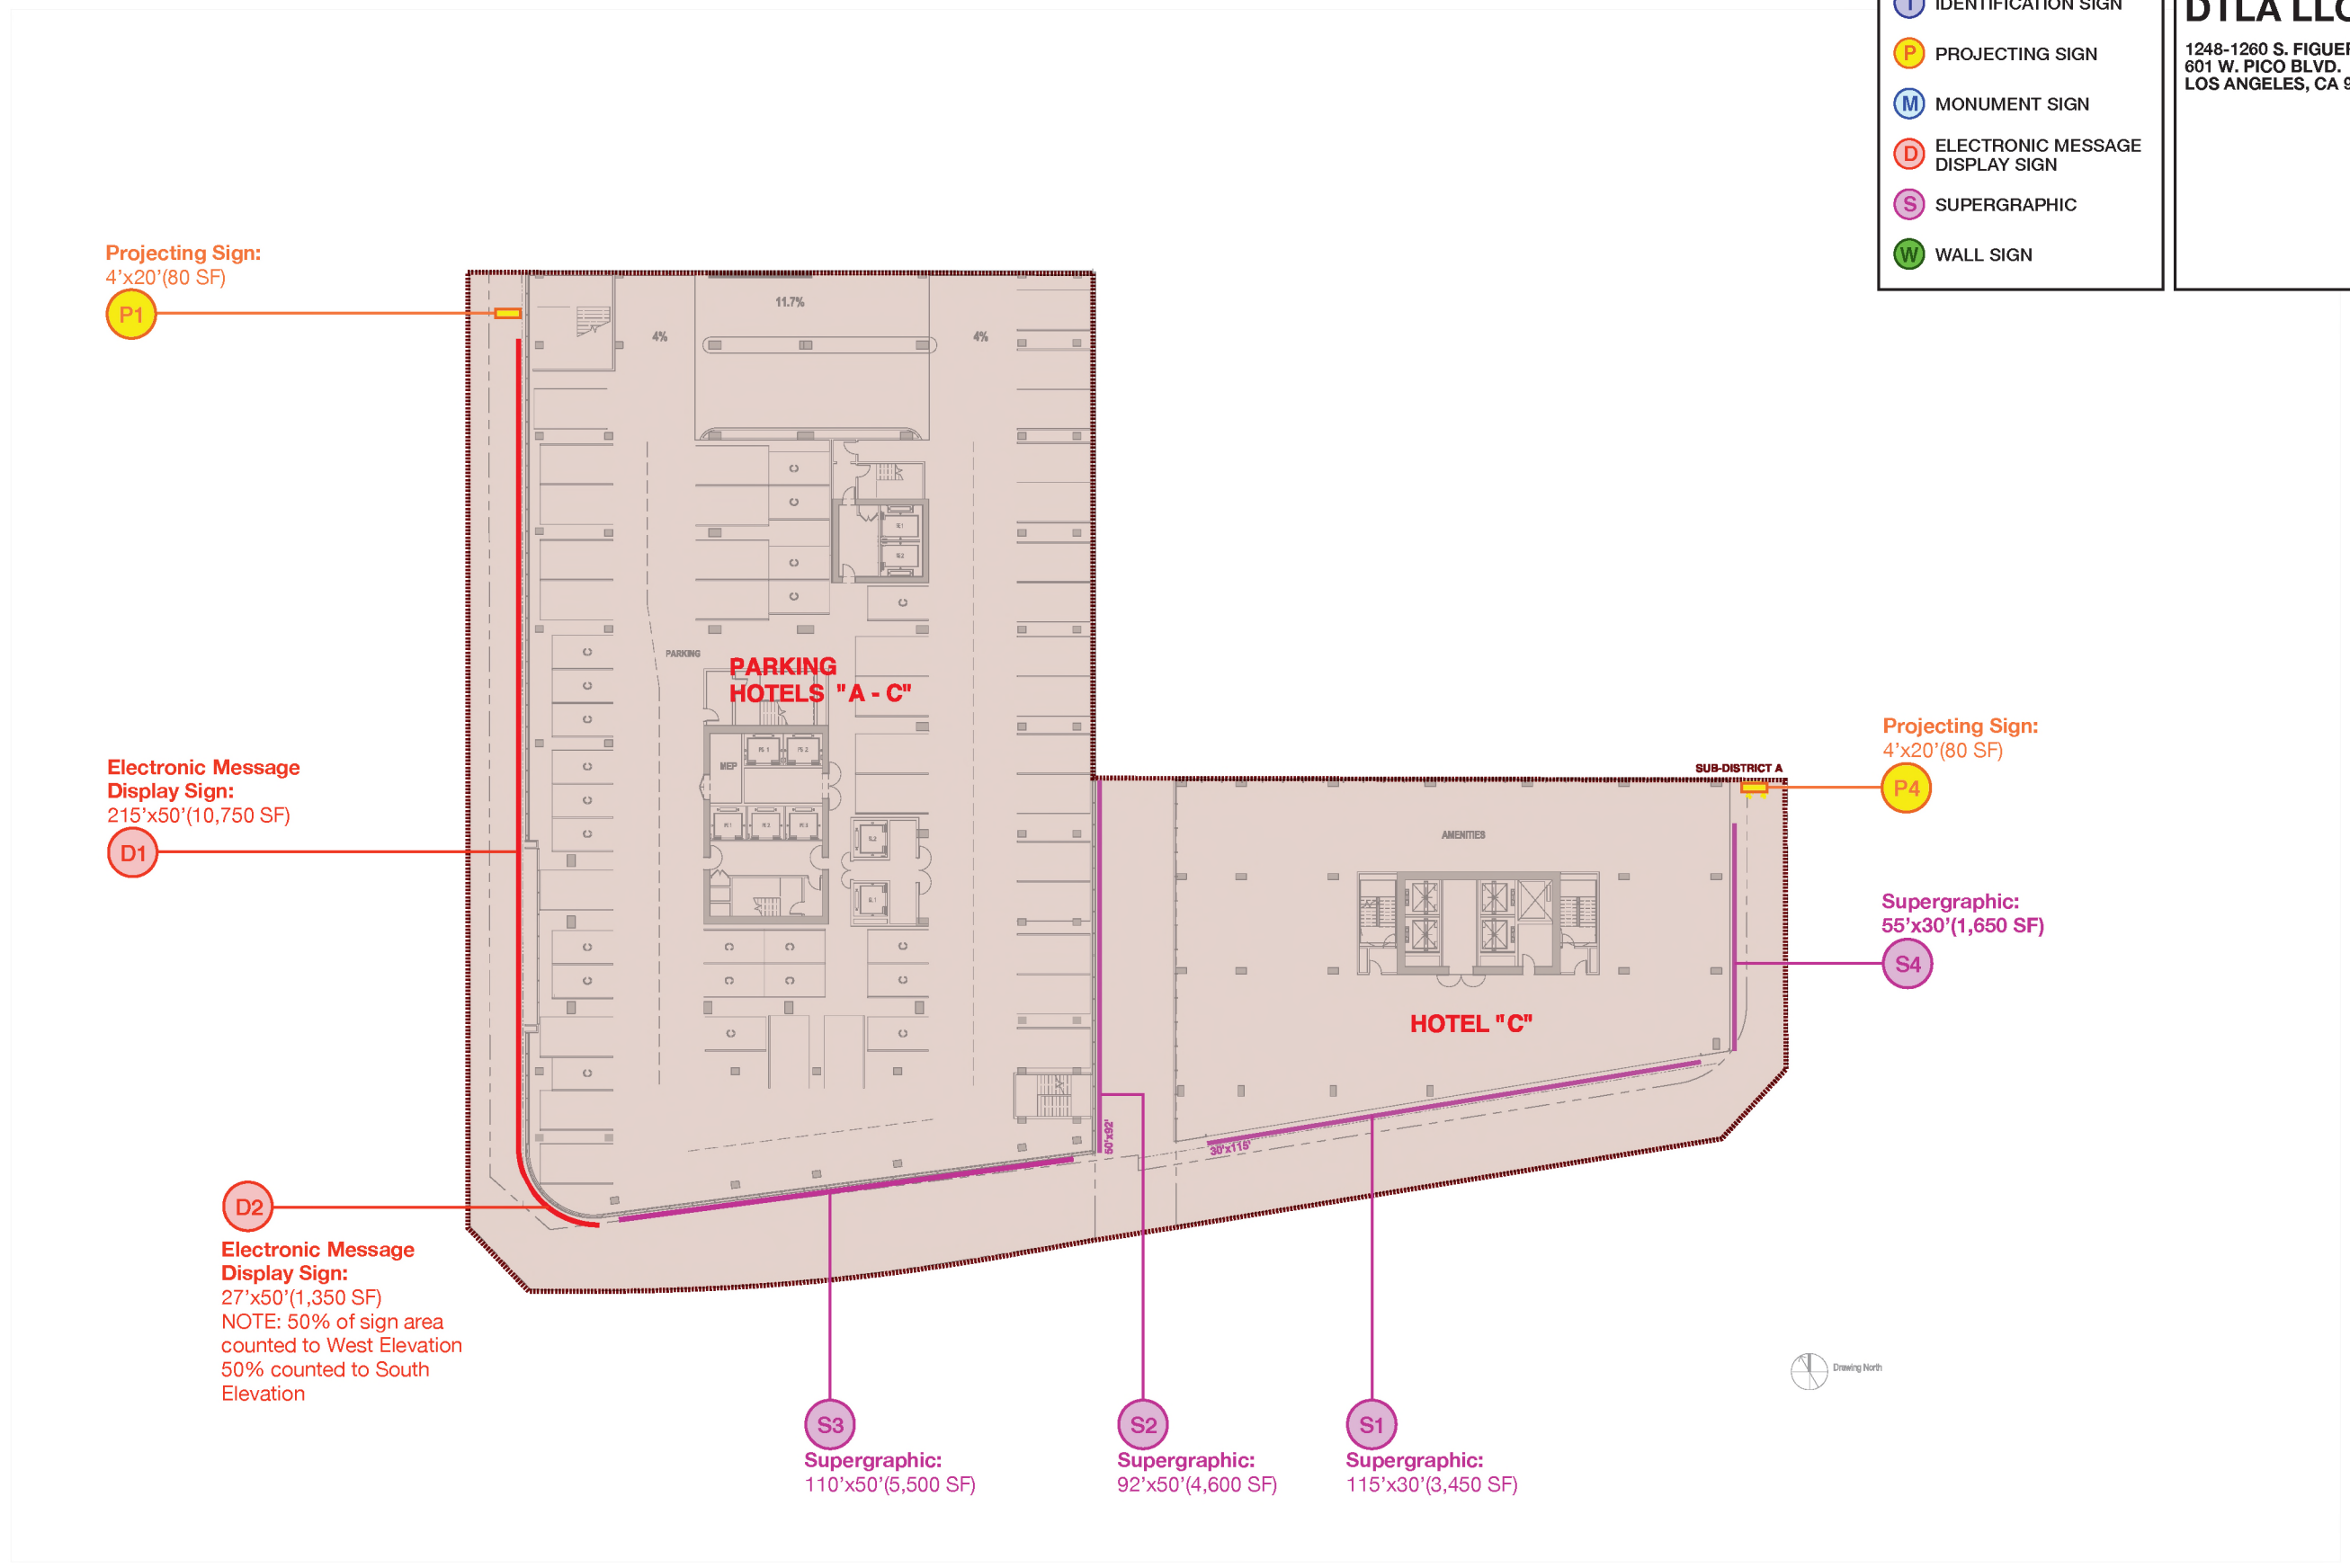 I IDENTIFICATION SIGN
P PROJECTING SIGN
M MONUMENT SIGN
D ELECTRONIC MESSAGE
DISPLAY SIGN
S SUPERGRAPHIC
W WALL SIGN
DTLA LLC
1248-1260 S. FIGUER
601 W. PICO BLVD.
LOS ANGELES, CA 9
Projecting Sign:
4'x20'(80 SF)
P1
11.7%
4%
4%
C
C
C
C
C
PARKING
PARKING
HOTELS "A - C"
C
C
C
C
C
C
MEP
Electronic Message
Display Sign:
215'x50'(10,750 SF)
D1
SUB-DISTRICT A
Projecting Sign:
4'x20'(80 SF)
P4
AMENITIES
Supergraphic:
55'x30'(1,650 SF)
S4
C
C
C
C
C
C
C
C
C
C
C
HOTEL "C"
50'x92'
30'x115'
D2
Electronic Message
Display Sign:
27'x50'(1,350 SF)
NOTE: 50% of sign area
counted to West Elevation
50% counted to South
Elevation
Drawing North
S3
Supergraphic:
110'x50'(5,500 SF)
S2
Supergraphic:
92'x50'(4,600 SF)
S1
Supergraphic:
115'x30'(3,450 SF)